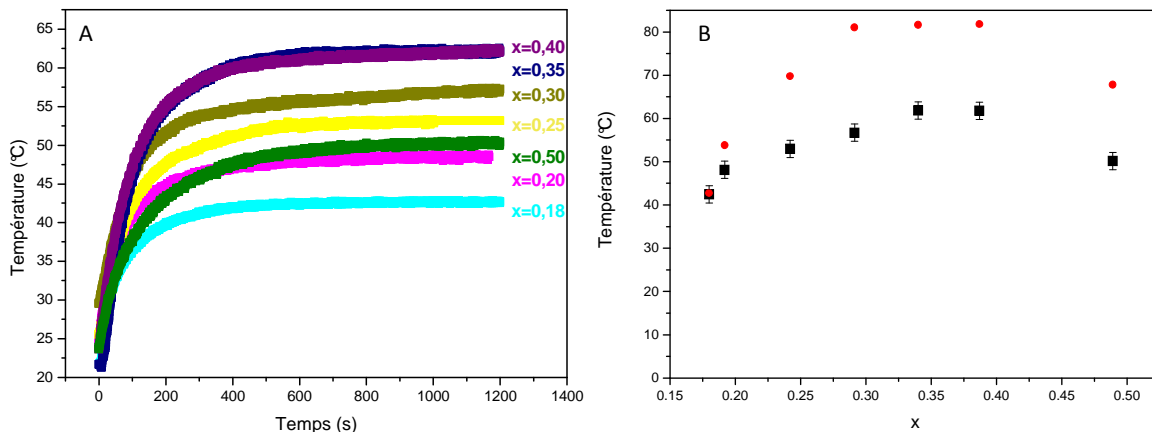 A
Température (°C)
65
60
55
50
45
40
35
30
25
20
x=0,40
x=0,35
x=0,30
x=0,25
x=0,50
x=0,20
x=0,18
0
200
400
600
800
1000
1200
1400
Temps (s)
B
Température (°C)
80
70
60
50
40
30
20
10
0
0.15
0.20
0.25
0.30
0.35
0.40
0.45
0.50
x